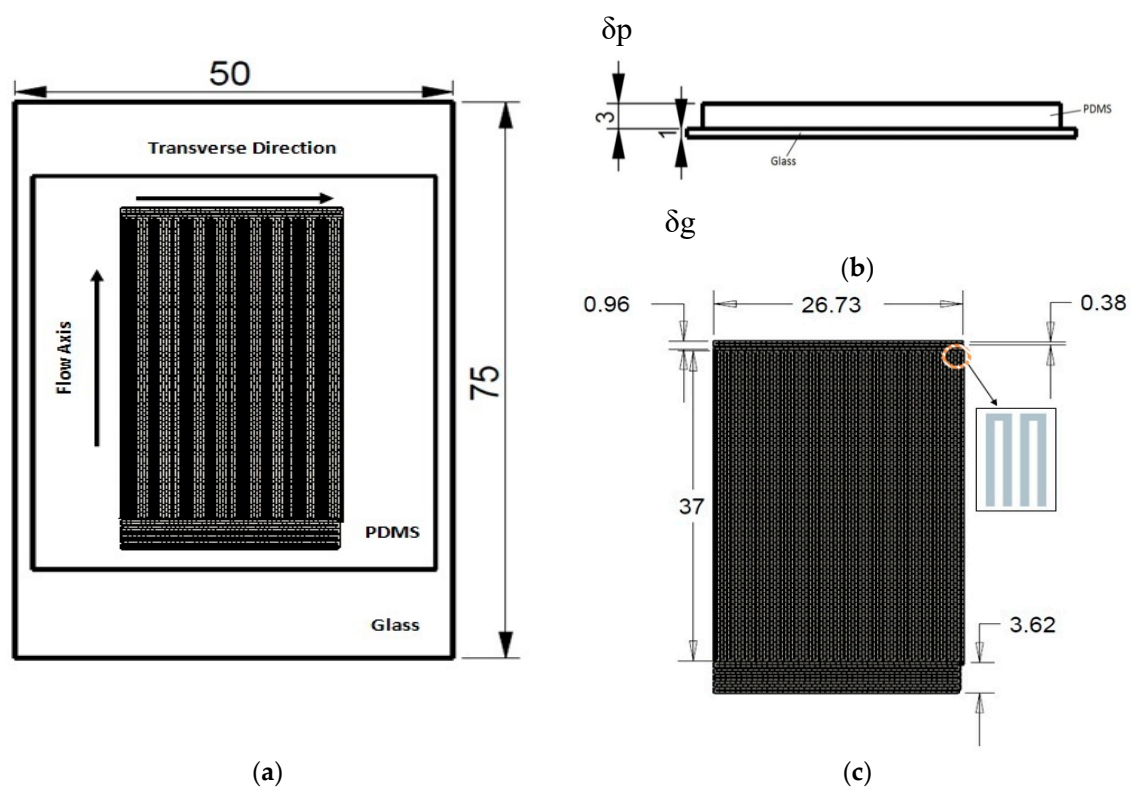 50
Transverse Direction
Flow Axis
75
PDMS
Glass
(a)
δp
3
1
PDMS
Glass
δg
(b)
0.96
26.73
0.38
37
3.62
(c)